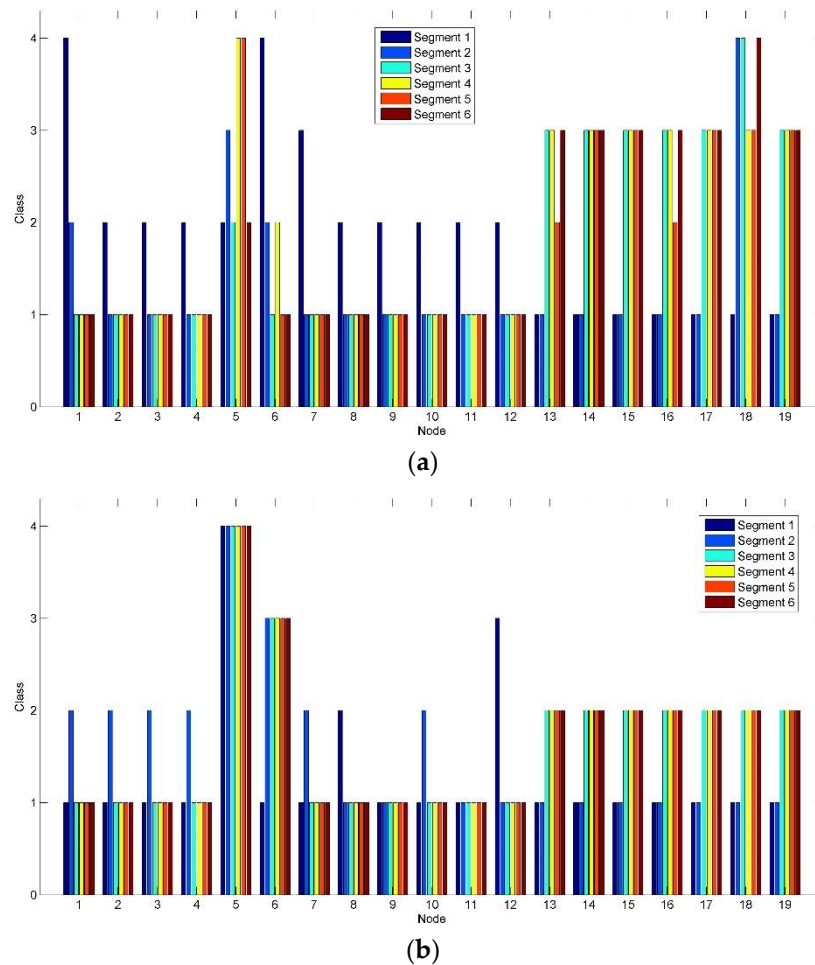 4
3
2
1
0
Class
Segment 1
Segment 2
Segment 3
Segment 4
Segment 5
Segment 6
1 2 3 4 5 6 7 8 9 10 11 12 13 14 15 16 17 18 19
Node
(a)
4
3
2
1
0
Class
Segment 1
Segment 2
Segment 3
Segment 4
Segment 5
Segment 6
1 2 3 4 5 6 7 8 9 10 11 12 13 14 15 16 17 18 19
Node
(b)